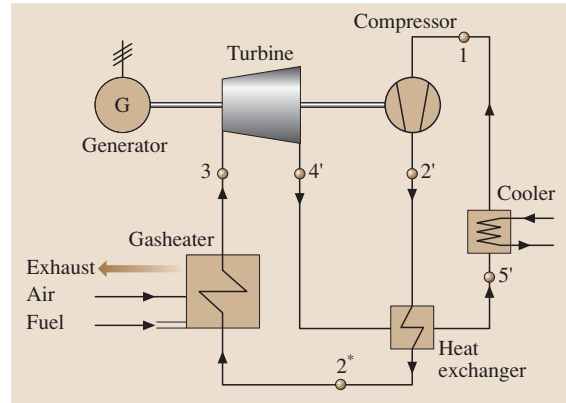 Compressor
1
Turbine
G
Generator
3
4'
2'
Cooler
Gasheater
Exhaust
Air
Fuel
5'
Heat
exchanger
2*